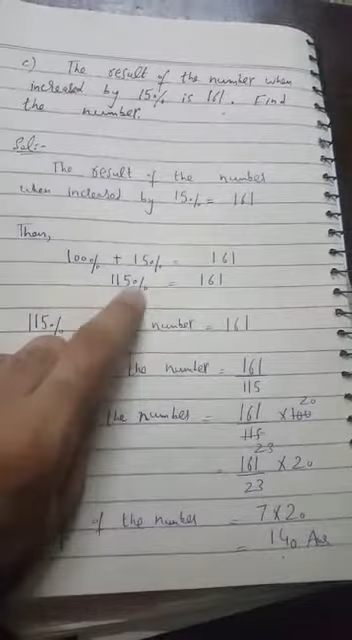 c) The result of the number when
increased by 15% is 161. Find
the number.
Sol:-
The result of the number
when increased by 15% = 161
Then,
100% + 15% = 161
115% = 161
115% number = 161
the number = 161
115
the number = 161 × 100 20
115
23
= 161 × 20
23
of the number = 7 × 20
= 140 Ans